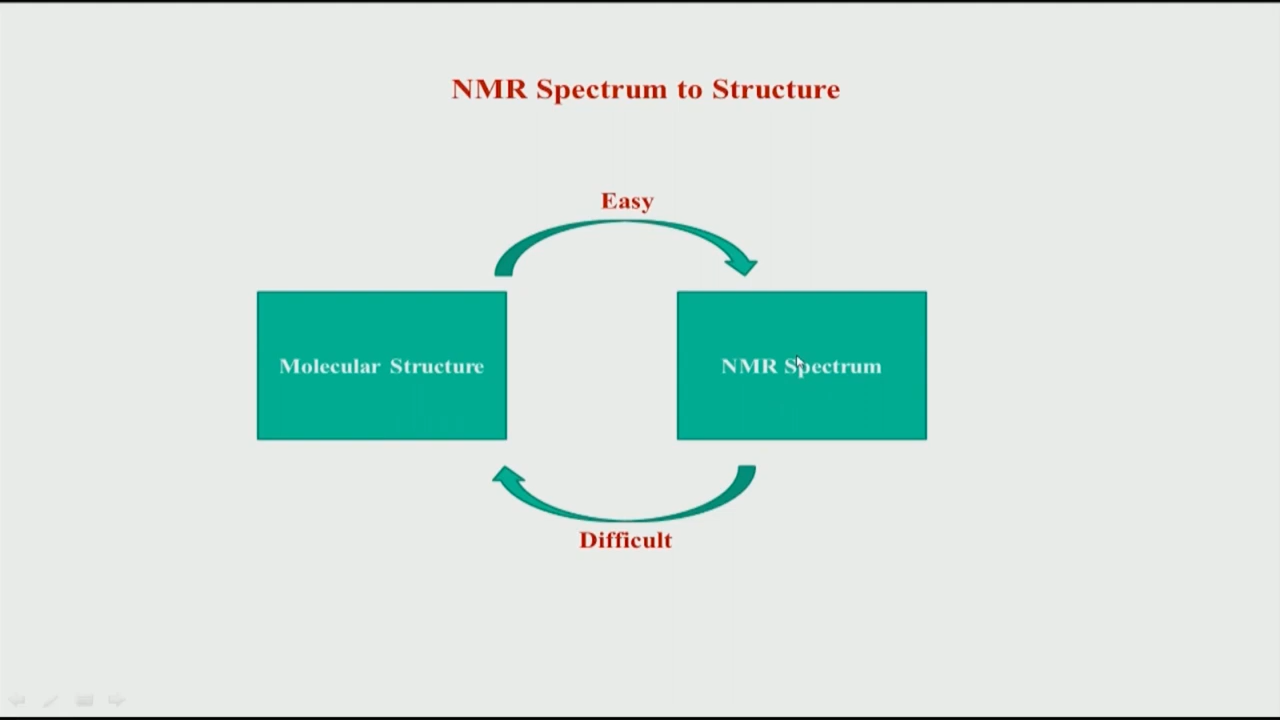 NMR Spectrum to Structure
Easy
Molecular Structure
NMR Spectrum
Difficult